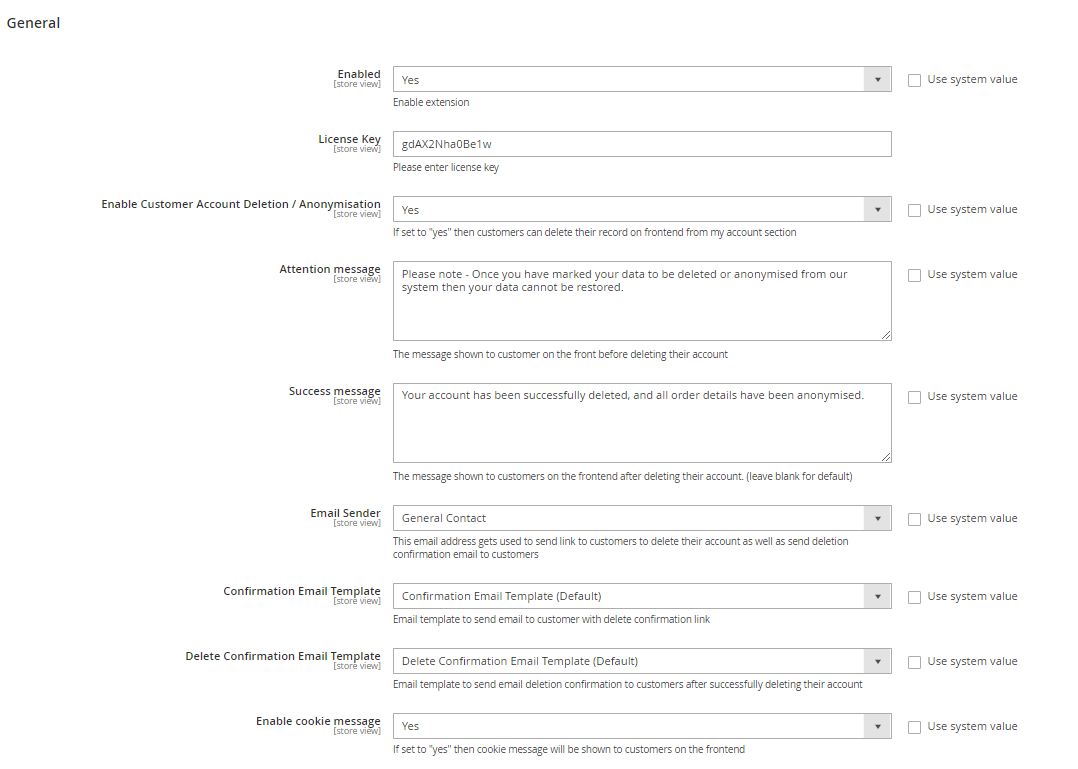 General
Enabled
[store view]
Yes
Use system value
Enable extension
License Key
[store view]
gdAX2Nha0Be1w
Please enter license key
Enable Customer Account Deletion / Anonymisation
[store view]
Yes
Use system value
If set to "yes" then customers can delete their record on frontend from my account section
Attention message
[store view]
Please note - Once you have marked your data to be deleted or anonymised from our
system then your data cannot be restored.
Use system value
The message shown to customer on the front before deleting their account
Success message
[store view]
Your account has been successfully deleted, and all order details have been anonymised.
Use system value
The message shown to customers on the frontend after deleting their account. (leave blank for default)
Email Sender
[store view]
General Contact
Use system value
This email address gets used to send link to customers to delete their account as well as send deletion
confirmation email to customers
Confirmation Email Template
[store view]
Confirmation Email Template (Default)
Use system value
Email template to send email to customer with delete confirmation link
Delete Confirmation Email Template
[store view]
Delete Confirmation Email Template (Default)
Use system value
Email template to send email deletion confirmation to customers after successfully deleting their account
Enable cookie message
[store view]
Yes
Use system value
If set to "yes" then cookie message will be shown to customers on the frontend